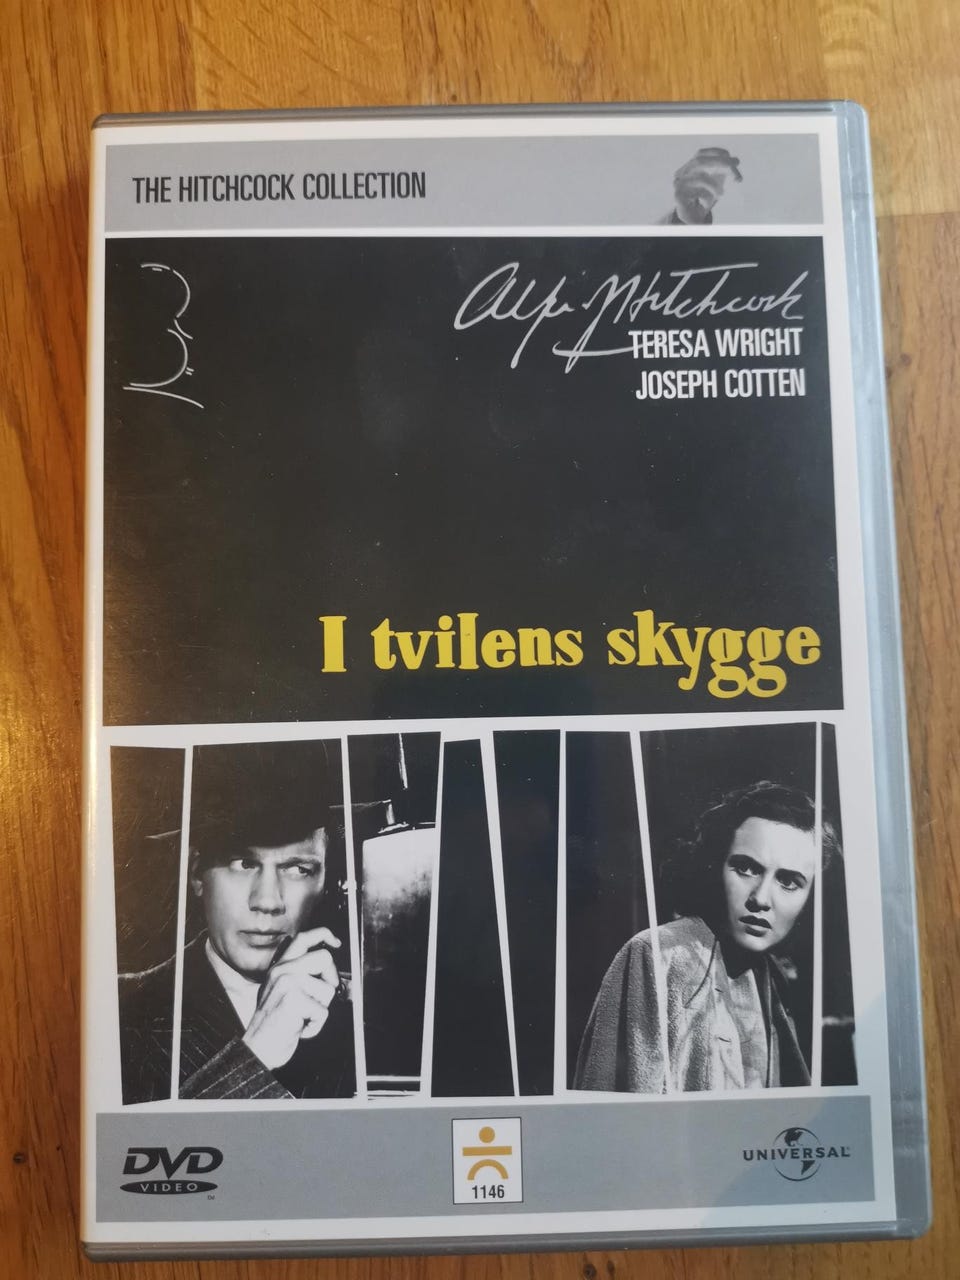 THE HITCHCOCK COLLECTION
Alfred Hitchcock
TERESA WRIGHT
JOSEPH COTTEN
I tvilens skygge
DVD
VIDEO
1146
UNIVERSAL